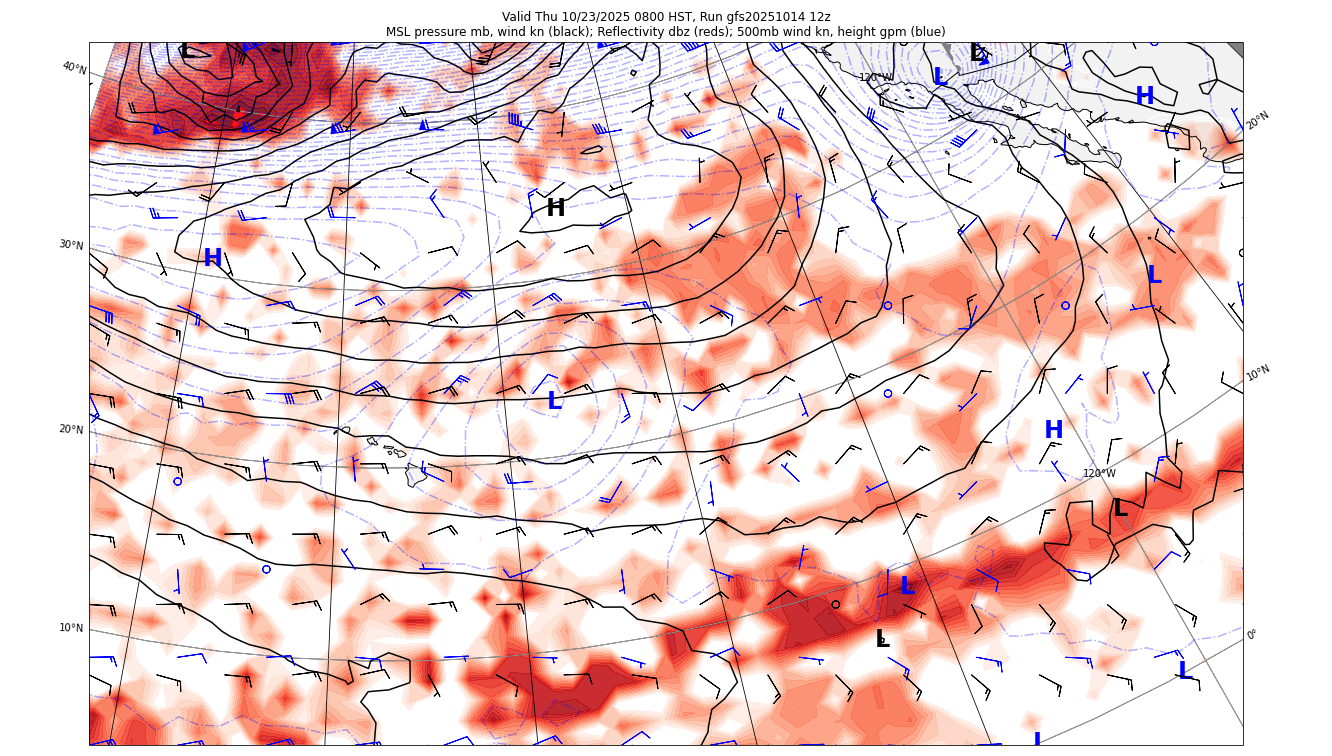 Valid Thu 10/23/2025 0800 HST, Run gfs20251014 12z
MSL pressure mb, wind kn (black); Reflectivity dbz (reds); 500mb wind kn, height gpm (blue)
L
L
40°N
120°W
L
H
20°N
H
30°N
H
L
10°N
L
20°N
H
120°W
L
L
10°N
L
0°
L
L